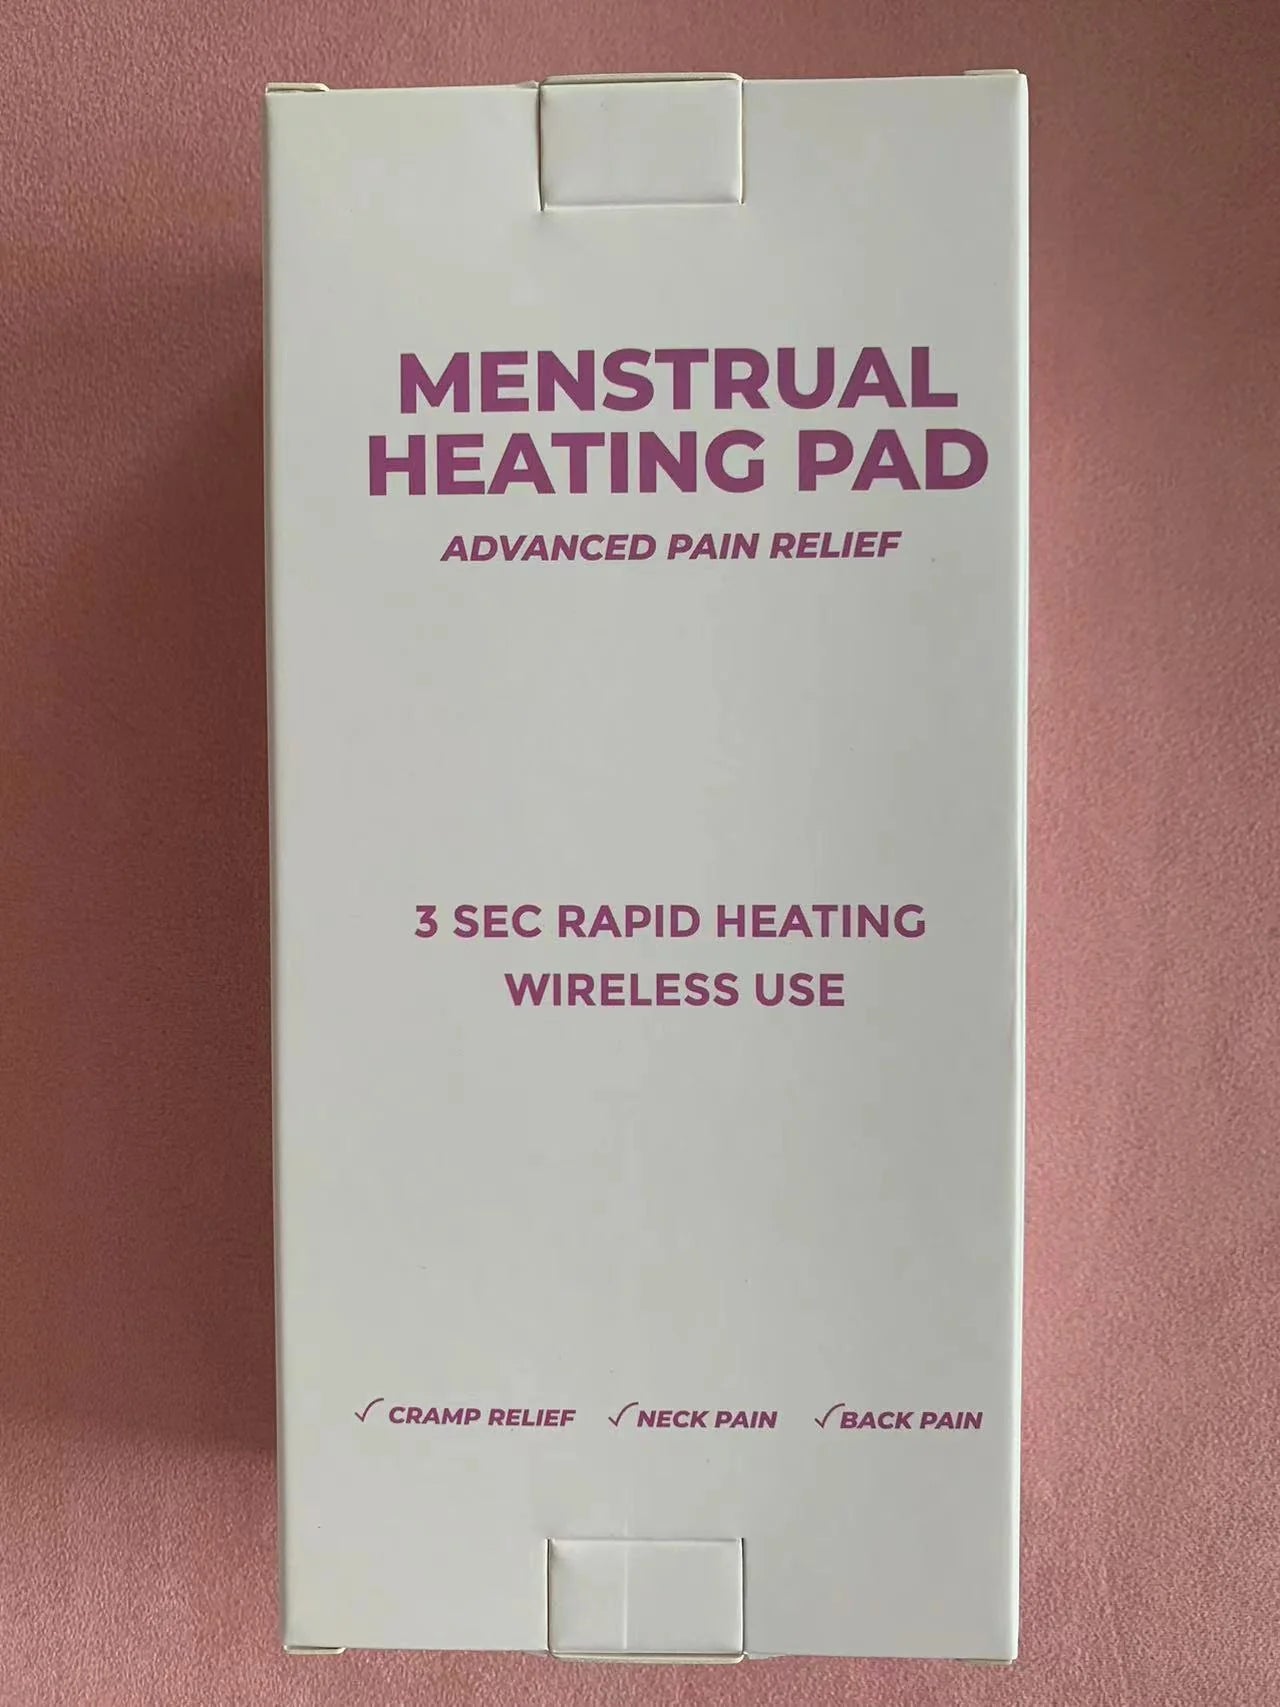 MENSTRUAL
HEATING PAD
ADVANCED PAIN RELIEF
3 SEC RAPID HEATING
WIRELESS USE
✓ CRAMP RELIEF ✓ NECK PAIN ✓ BACK PAIN